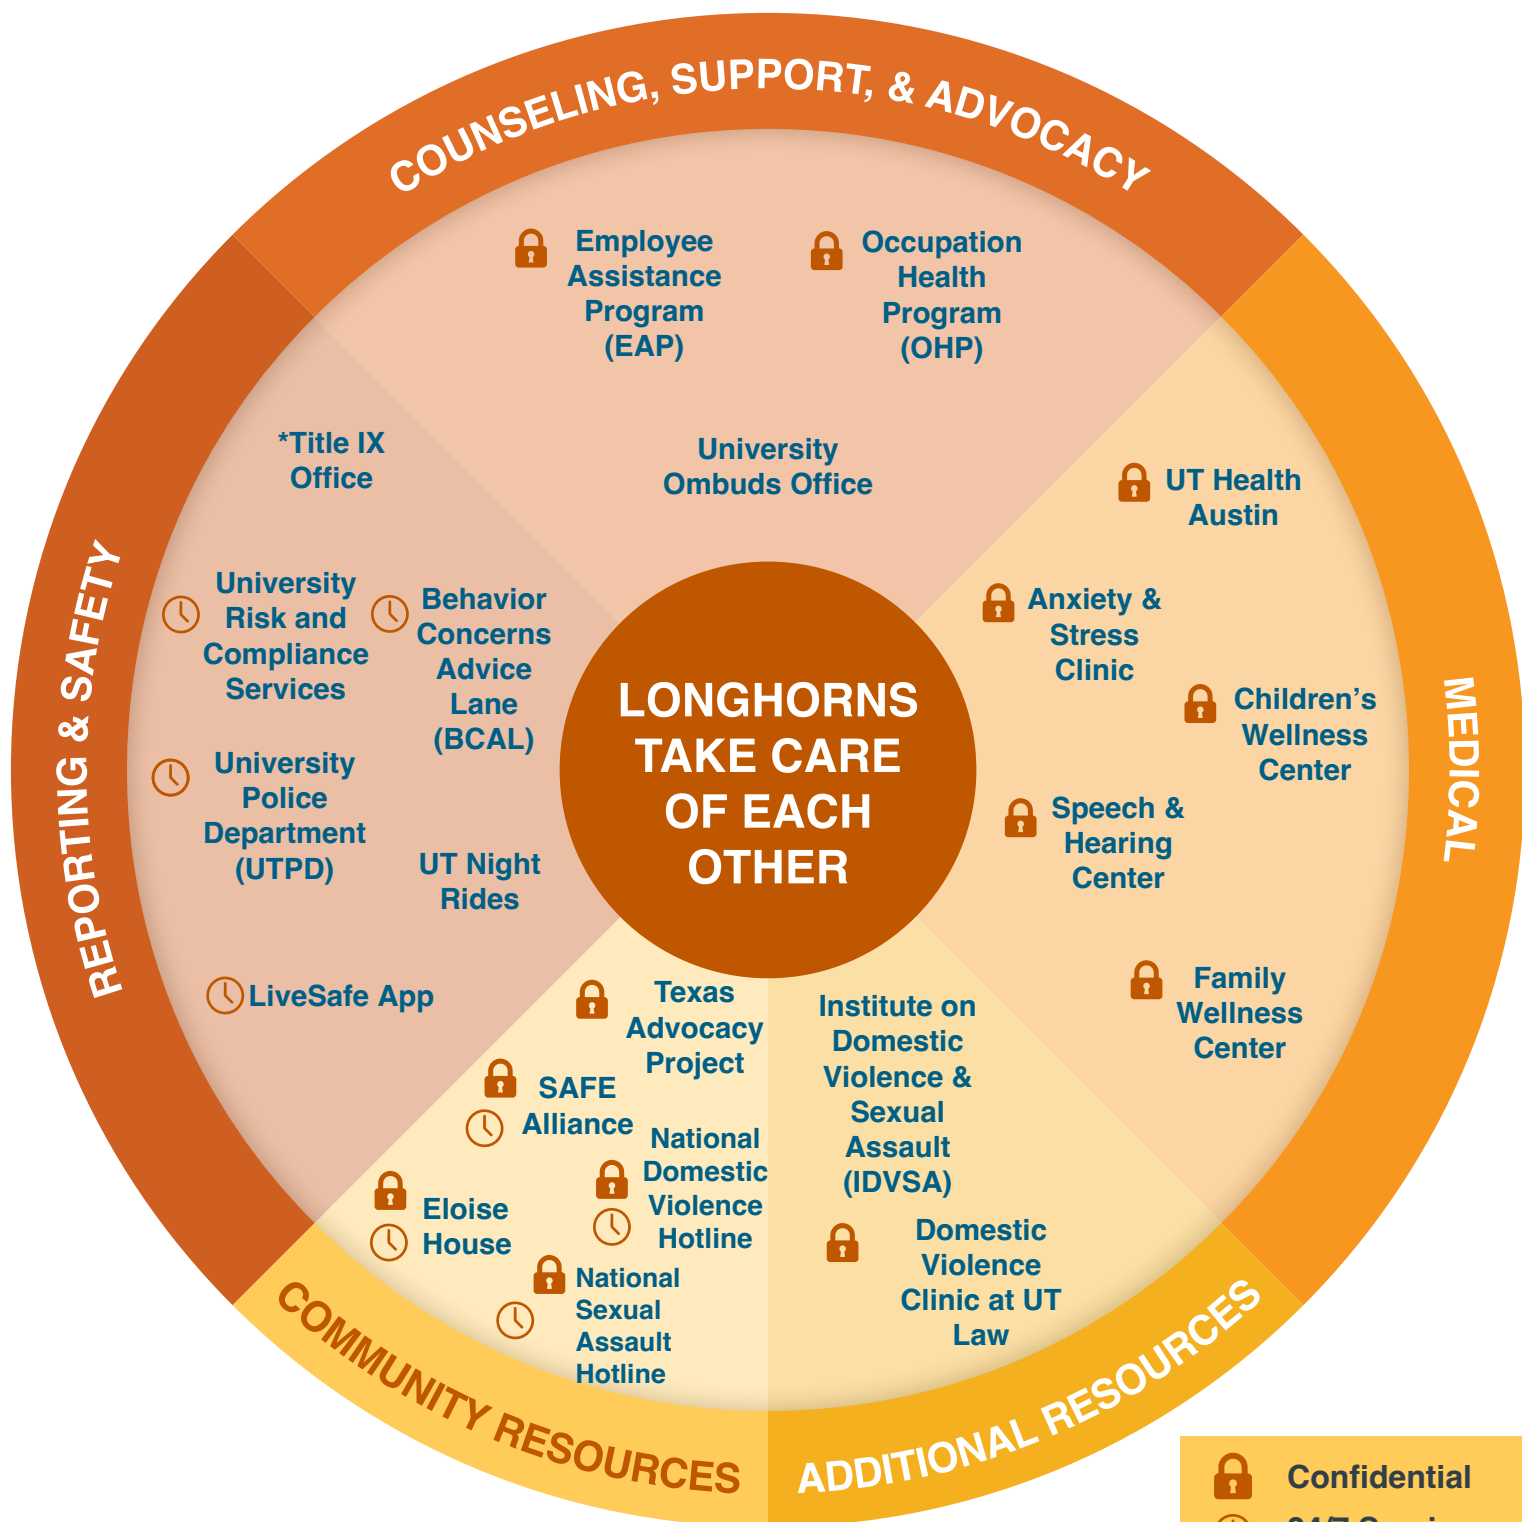 COUNSELING, SUPPORT, & ADVOCACY
Employee
Assistance
Program
(EAP)
Occupation
Health
Program
(OHP)
University
Ombuds Office
MEDICAL
UT Health
Austin
Anxiety &
Stress
Clinic
Children’s
Wellness
Center
Speech &
Hearing
Center
Family
Wellness
Center
REPORTING & SAFETY
*Title IX
Office
University
Risk and
Compliance
Services
Behavior
Concerns
Advice
Lane
(BCAL)
University
Police
Department
(UTPD)
UT Night
Rides
LiveSafe App
LONGHORNS
TAKE CARE
OF EACH
OTHER
Texas
Advocacy
Project
SAFE
Alliance
National
Domestic
Violence
Hotline
Eloise
House
National
Sexual
Assault
Hotline
COMMUNITY RESOURCES
Institute on
Domestic
Violence &
Sexual
Assault
(IDVSA)
Domestic
Violence
Clinic at UT
Law
ADDITIONAL RESOURCES
Confidential